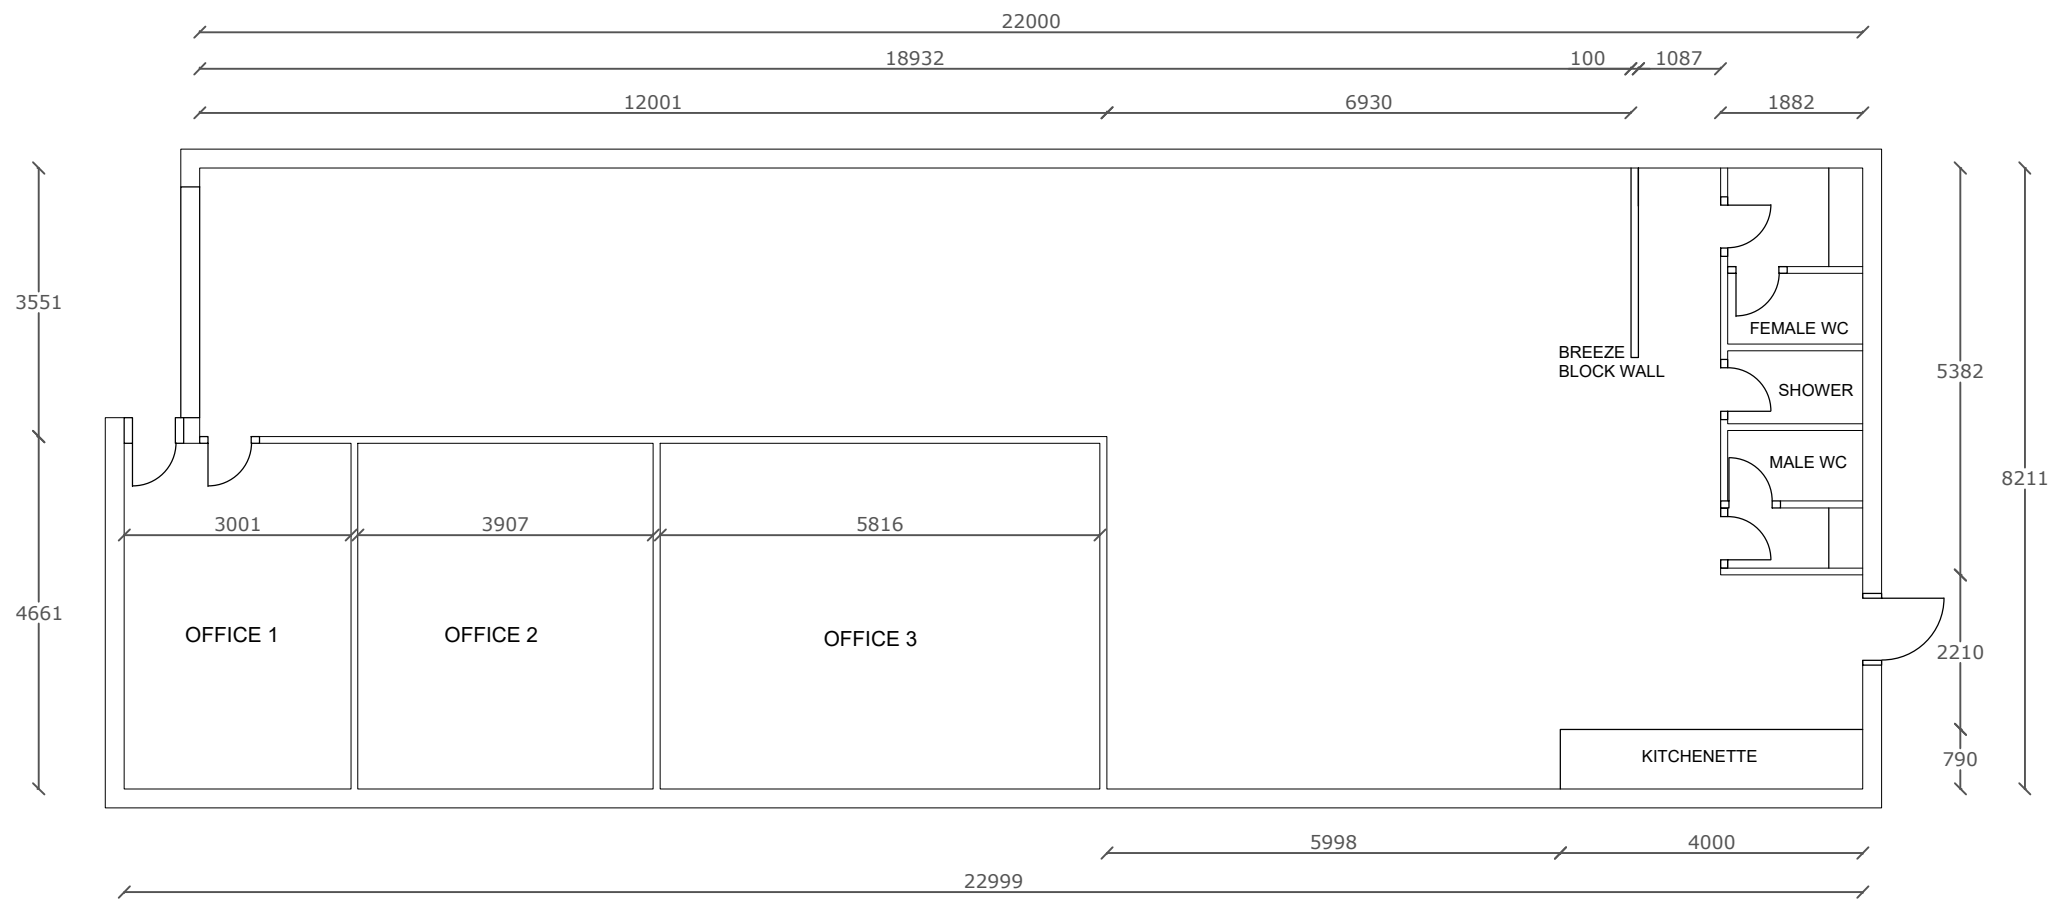 22000
18932
100
1087
12001
6930
1882
3551
FEMALE WC
BREEZE
BLOCK WALL
5382
SHOWER
MALE WC
8211
3001
3907
5816
4661
OFFICE 1
OFFICE 2
OFFICE 3
2210
KITCHENETTE
790
5998
4000
22999